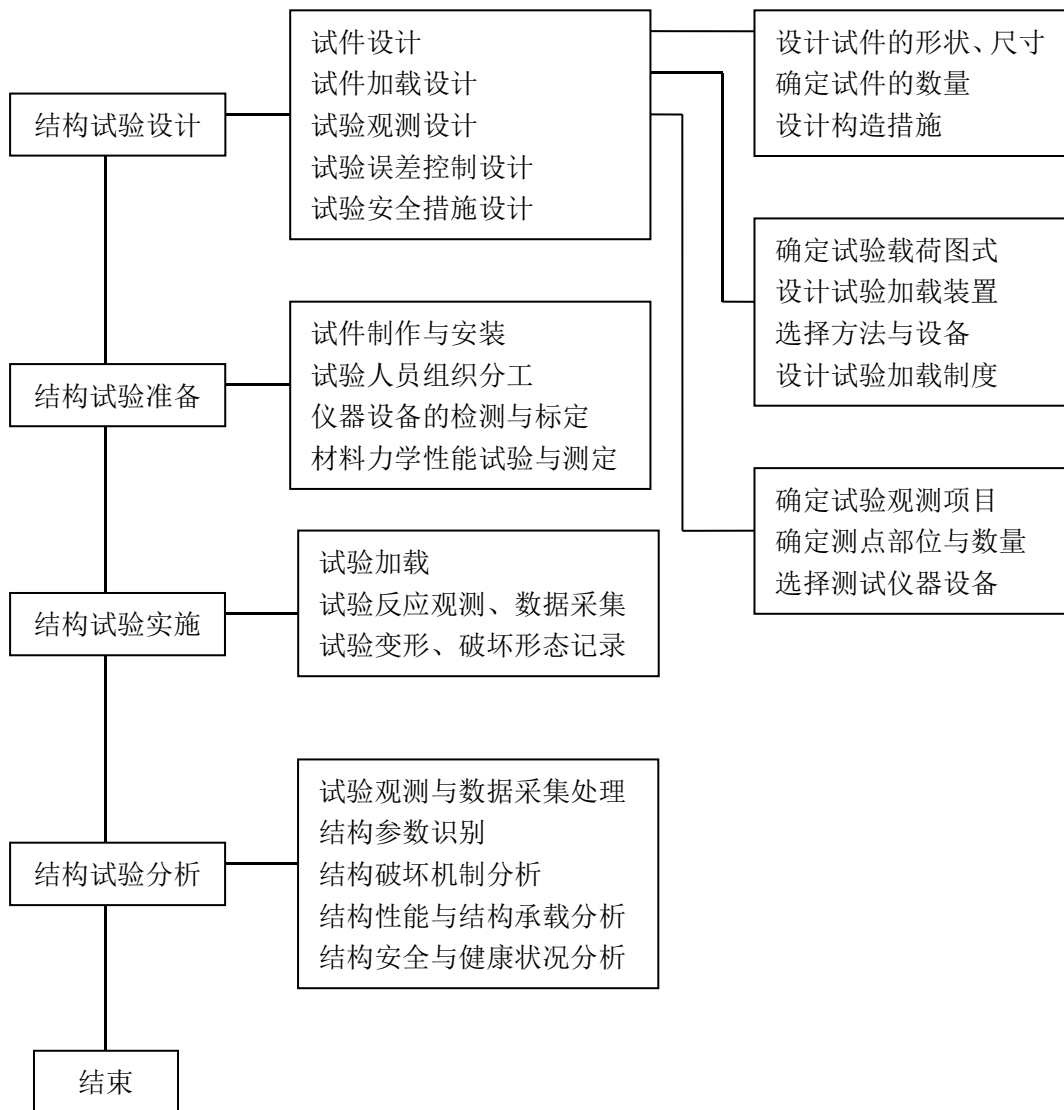 结构试验设计
试件设计
试件加载设计
试验观测设计
试验误差控制设计
试验安全措施设计
设计试件的形状、尺寸
确定试件的数量
设计构造措施
确定试验载荷图式
设计试验加载装置
选择方法与设备
设计试验加载制度
确定试验观测项目
确定测点部位与数量
选择测试仪器设备
结构试验准备
试件制作与安装
试验人员组织分工
仪器设备的检测与标定
材料力学性能试验与测定
结构试验实施
试验加载
试验反应观测、数据采集
试验变形、破坏形态记录
结构试验分析
试验观测与数据采集处理
结构参数识别
结构破坏机制分析
结构性能与结构承载分析
结构安全与健康状况分析
结束